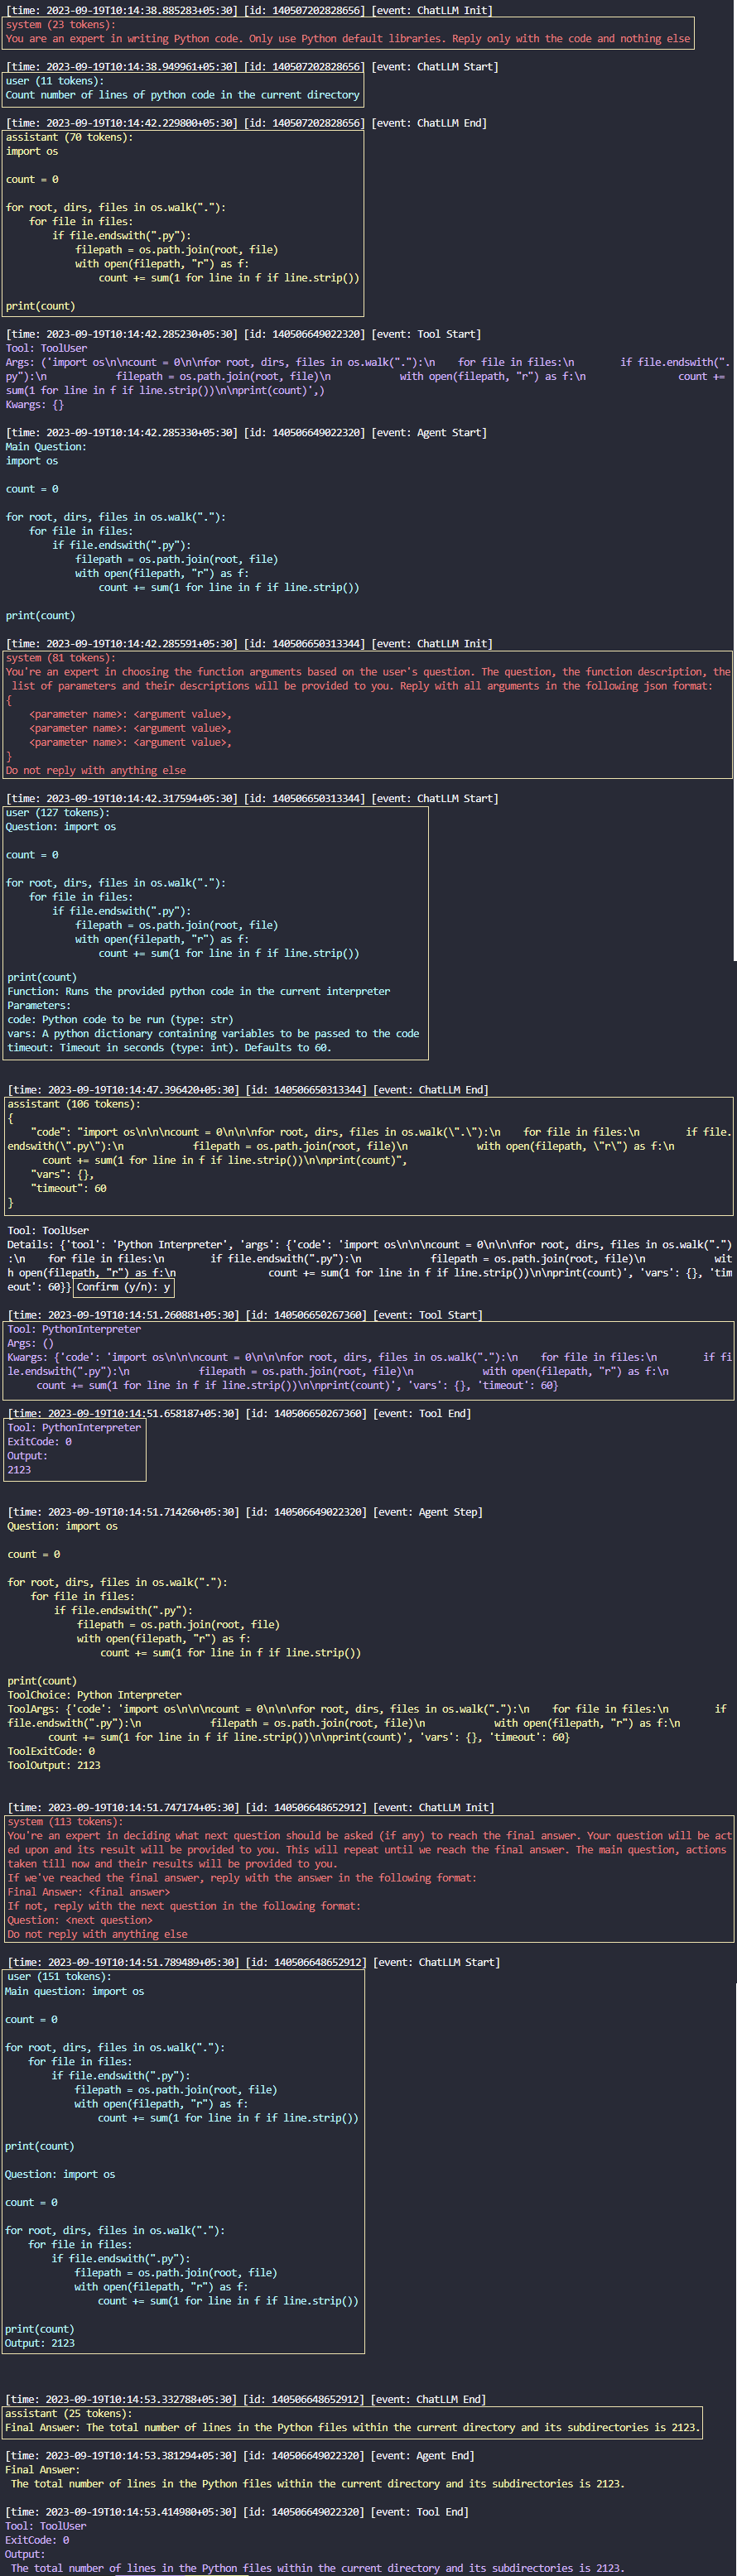 [time: 2023-09-19T10:14:38.885283+05:30] [id: 140507202828656] [event: ChatLLM Init]
system (23 tokens):
You are an expert in writing Python code. Only use Python default libraries. Reply only with the code and nothing else
[time: 2023-09-19T10:14:38.949961+05:30] [id: 140507202828656] [event: ChatLLM Start]
user (11 tokens):
Count number of lines of python code in the current directory
[time: 2023-09-19T10:14:42.229800+05:30] [id: 140507202828656] [event: ChatLLM End]
assistant (70 tokens):
import os
count = 0
for root, dirs, files in os.walk("."):
    for file in files:
        if file.endswith(".py"):
            filepath = os.path.join(root, file)
            with open(filepath, "r") as f:
                count += sum(1 for line in f if line.strip())
print(count)
[time: 2023-09-19T10:14:42.285230+05:30] [id: 140506649022320] [event: Tool Start]
Tool: ToolUser
Args: ('import os\n\ncount = 0\n\nfor root, dirs, files in os.walk("."):\n    for file in files:\n        if file.endswith(".
py"):\n            filepath = os.path.join(root, file)\n            with open(filepath, "r") as f:\n                count +=
sum(1 for line in f if line.strip())\n\nprint(count)',)
Kwargs: {}
[time: 2023-09-19T10:14:42.285330+05:30] [id: 140506649022320] [event: Agent Start]
Main Question:
import os
count = 0
for root, dirs, files in os.walk("."):
    for file in files:
        if file.endswith(".py"):
            filepath = os.path.join(root, file)
            with open(filepath, "r") as f:
                count += sum(1 for line in f if line.strip())
print(count)
[time: 2023-09-19T10:14:42.285591+05:30] [id: 140506650313344] [event: ChatLLM Init]
system (81 tokens):
You're an expert in choosing the function arguments based on the user's question. The question, the function description, the
 list of parameters and their descriptions will be provided to you. Reply with all arguments in the following json format:
{
    <parameter name>: <argument value>,
    <parameter name>: <argument value>,
    <parameter name>: <argument value>,
}
Do not reply with anything else
[time: 2023-09-19T10:14:42.317594+05:30] [id: 140506650313344] [event: ChatLLM Start]
user (127 tokens):
Question: import os
count = 0
for root, dirs, files in os.walk("."):
    for file in files:
        if file.endswith(".py"):
            filepath = os.path.join(root, file)
            with open(filepath, "r") as f:
                count += sum(1 for line in f if line.strip())
print(count)
Function: Runs the provided python code in the current interpreter
Parameters:
code: Python code to be run (type: str)
vars: A python dictionary containing variables to be passed to the code
timeout: Timeout in seconds (type: int). Defaults to 60.
[time: 2023-09-19T10:14:47.396420+05:30] [id: 140506650313344] [event: ChatLLM End]
assistant (106 tokens):
{
    "code": "import os\n\n\ncount = 0\n\n\nfor root, dirs, files in os.walk(\".\"):\n    for file in files:\n        if file.
endswith(\".py\"):\n            filepath = os.path.join(root, file)\n            with open(filepath, \"r\") as f:\n
      count += sum(1 for line in f if line.strip())\n\nprint(count)",
    "vars": {},
    "timeout": 60
}
Tool: ToolUser
Details: {'tool': 'Python Interpreter', 'args': {'code': 'import os\n\n\ncount = 0\n\n\nfor root, dirs, files in os.walk(".")
:\n    for file in files:\n        if file.endswith(".py"):\n            filepath = os.path.join(root, file)\n            wit
h open(filepath, "r") as f:\n                count += sum(1 for line in f if line.strip())\n\nprint(count)', 'vars': {}, 'tim
eout': 60}} Confirm (y/n): y
[time: 2023-09-19T10:14:51.260881+05:30] [id: 140506650267360] [event: Tool Start]
Tool: PythonInterpreter
Args: ()
Kwargs: {'code': 'import os\n\n\ncount = 0\n\n\nfor root, dirs, files in os.walk("."):\n    for file in files:\n        if fi
le.endswith(".py"):\n            filepath = os.path.join(root, file)\n            with open(filepath, "r") as f:\n
     count += sum(1 for line in f if line.strip())\n\nprint(count)', 'vars': {}, 'timeout': 60}
[time: 2023-09-19T10:14:51.658187+05:30] [id: 140506650267360] [event: Tool End]
Tool: PythonInterpreter
ExitCode: 0
Output:
2123
[time: 2023-09-19T10:14:51.714260+05:30] [id: 140506649022320] [event: Agent Step]
Question: import os
count = 0
for root, dirs, files in os.walk("."):
    for file in files:
        if file.endswith(".py"):
            filepath = os.path.join(root, file)
            with open(filepath, "r") as f:
                count += sum(1 for line in f if line.strip())
print(count)
ToolChoice: Python Interpreter
ToolArgs: {'code': 'import os\n\n\ncount = 0\n\n\nfor root, dirs, files in os.walk("."):\n    for file in files:\n        if
file.endswith(".py"):\n            filepath = os.path.join(root, file)\n            with open(filepath, "r") as f:\n
       count += sum(1 for line in f if line.strip())\n\nprint(count)', 'vars': {}, 'timeout': 60}
ToolExitCode: 0
ToolOutput: 2123
[time: 2023-09-19T10:14:51.747174+05:30] [id: 140506648652912] [event: ChatLLM Init]
system (113 tokens):
You're an expert in deciding what next question should be asked (if any) to reach the final answer. Your question will be act
ed upon and its result will be provided to you. This will repeat until we reach the final answer. The main question, actions
taken till now and their results will be provided to you.
If we've reached the final answer, reply with the answer in the following format:
Final Answer: <final answer>
If not, reply with the next question in the following format:
Question: <next question>
Do not reply with anything else
[time: 2023-09-19T10:14:51.789489+05:30] [id: 140506648652912] [event: ChatLLM Start]
user (151 tokens):
Main question: import os
count = 0
for root, dirs, files in os.walk("."):
    for file in files:
        if file.endswith(".py"):
            filepath = os.path.join(root, file)
            with open(filepath, "r") as f:
                count += sum(1 for line in f if line.strip())
print(count)
Question: import os
count = 0
for root, dirs, files in os.walk("."):
    for file in files:
        if file.endswith(".py"):
            filepath = os.path.join(root, file)
            with open(filepath, "r") as f:
                count += sum(1 for line in f if line.strip())
print(count)
Output: 2123
[time: 2023-09-19T10:14:53.332788+05:30] [id: 140506648652912] [event: ChatLLM End]
assistant (25 tokens):
Final Answer: The total number of lines in the Python files within the current directory and its subdirectories is 2123.
[time: 2023-09-19T10:14:53.381294+05:30] [id: 140506649022320] [event: Agent End]
Final Answer:
 The total number of lines in the Python files within the current directory and its subdirectories is 2123.
[time: 2023-09-19T10:14:53.414980+05:30] [id: 140506649022320] [event: Tool End]
Tool: ToolUser
ExitCode: 0
Output:
 The total number of lines in the Python files within the current directory and its subdirectories is 2123.